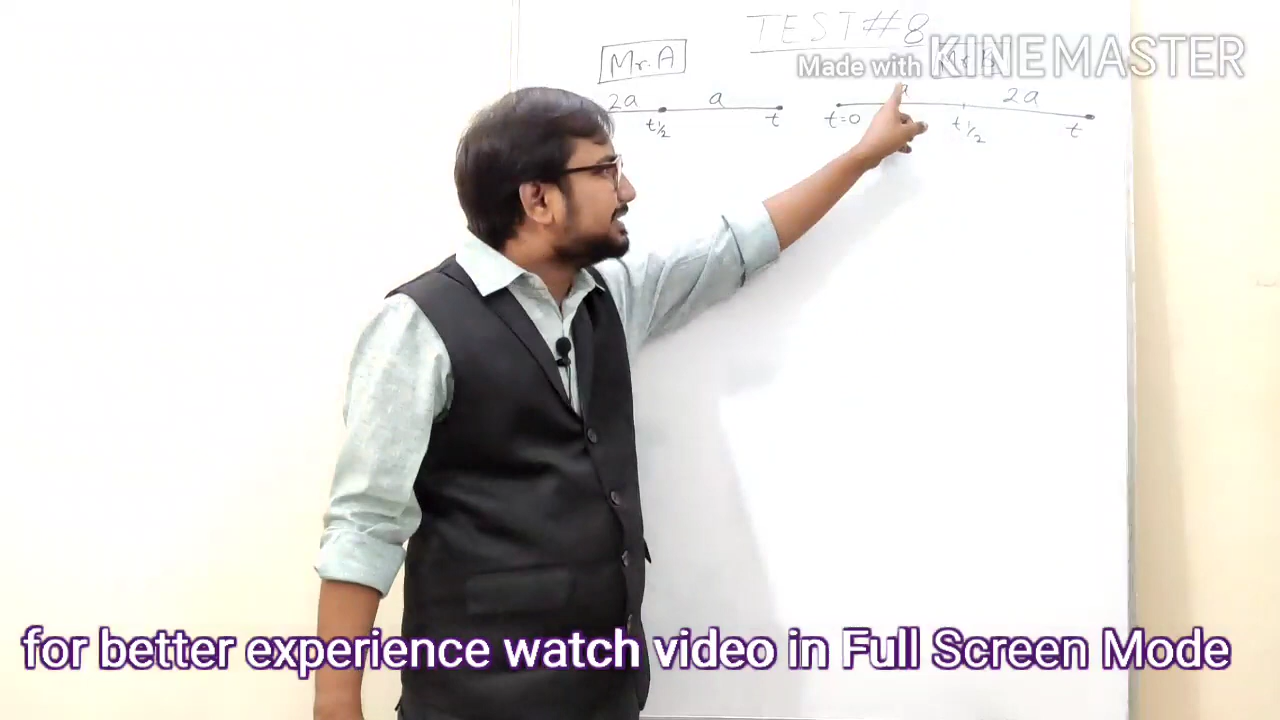 TEST#8
Made with KINEMASTER
Mr. A
2a a
t½ t
a 2a
t=0 t½ t
for better experience watch video in Full Screen Mode